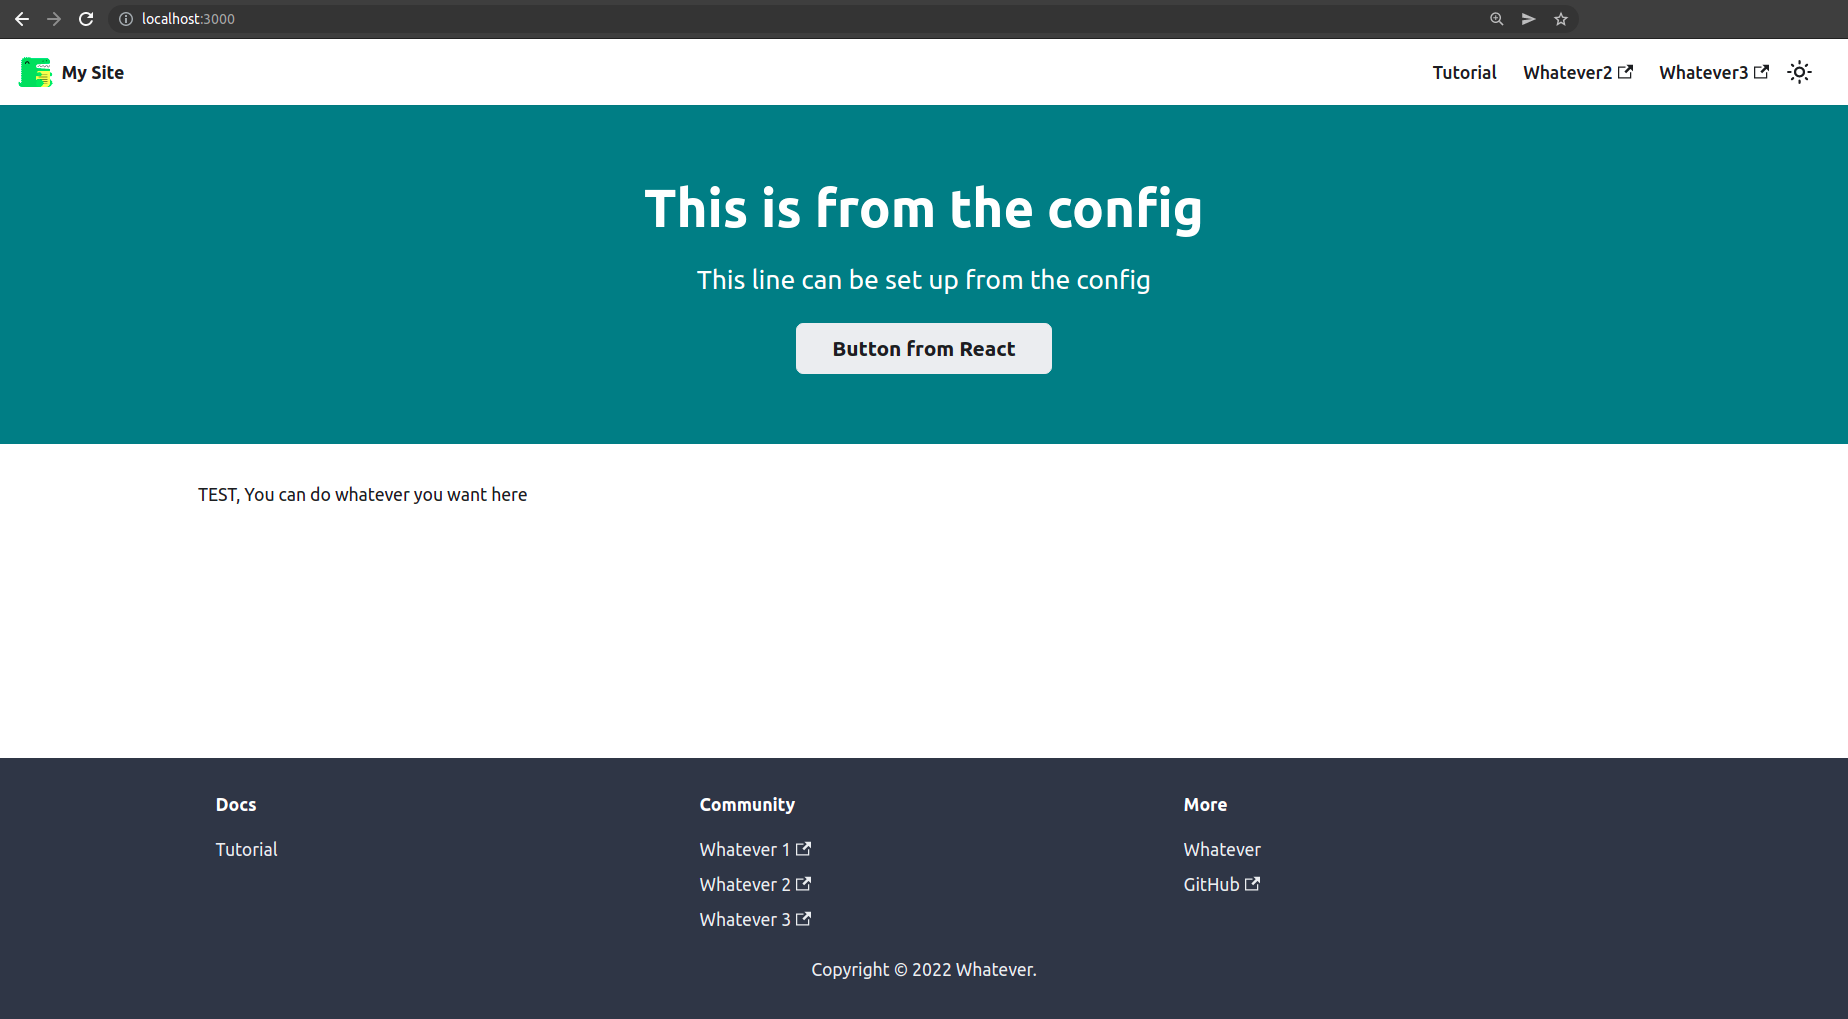 localhost:3000
My Site
Tutorial
Whatever2
Whatever3
This is from the config
This line can be set up from the config
Button from React
TEST, You can do whatever you want here
Docs
Tutorial
Community
Whatever 1
Whatever 2
Whatever 3
More
Whatever
GitHub
Copyright © 2022 Whatever.